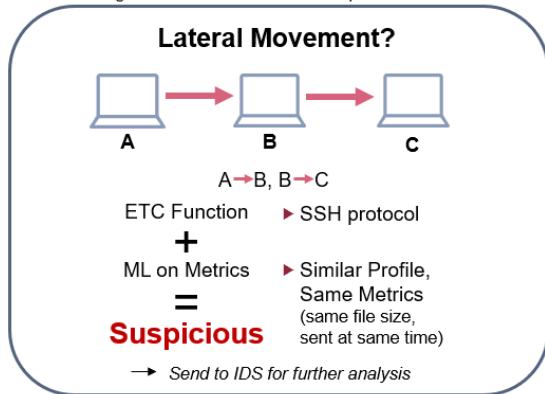 Lateral Movement?
A
B
C
A→B, B→C
ETC Function
▶ SSH protocol
+
ML on Metrics
▶ Similar Profile,
Same Metrics
(same file size,
sent at same time)
=
Suspicious
→ Send to IDS for further analysis